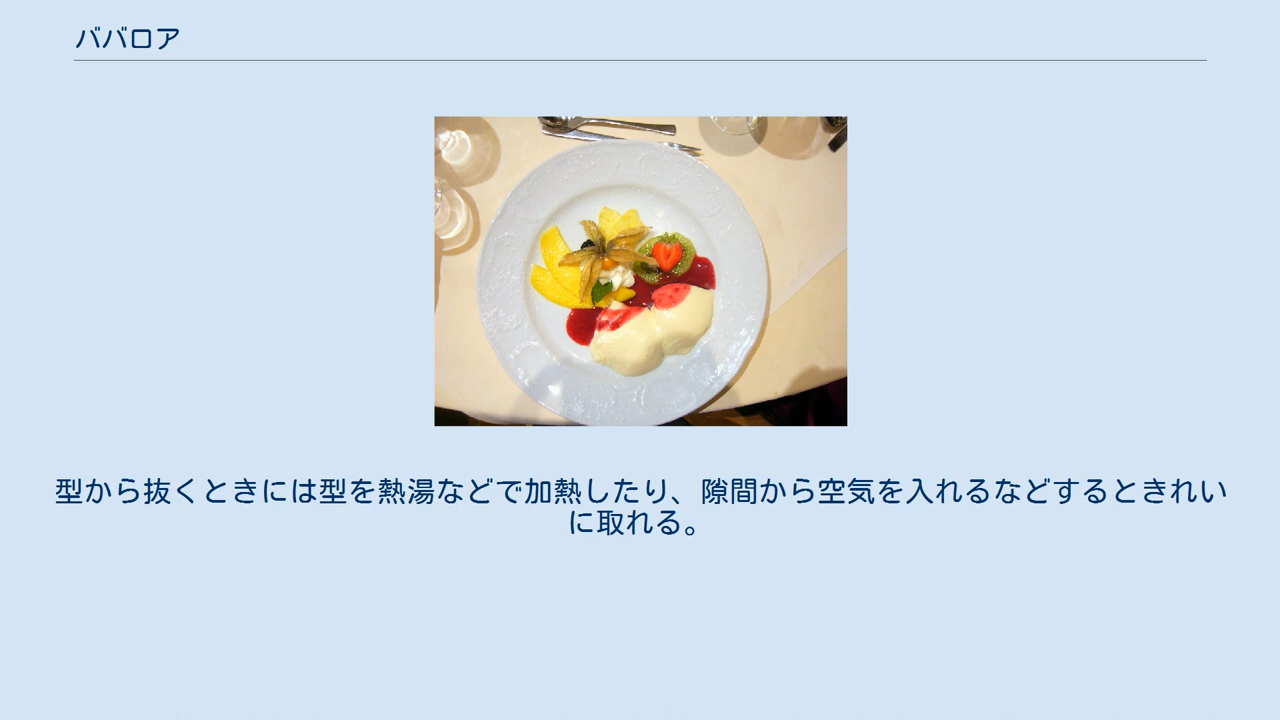 ババロア
型から抜くときには型を熱湯などで加熱したり、隙間から空気を入れるなどするときれい
に取れる。